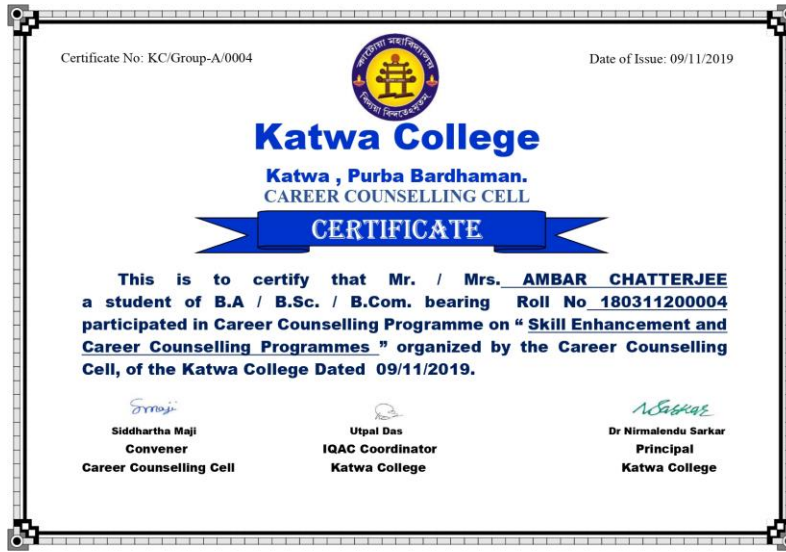 Certificate No: KC/Group-A/0004
Date of Issue: 09/11/2019
কাটোয়া মহাবিদ্যালয়
Katwa College
Katwa , Purba Bardhaman.
CAREER COUNSELLING CELL
CERTIFICATE
This is to certify that Mr. / Mrs. AMBAR CHATTERJEE
a student of B.A / B.Sc. / B.Com. bearing Roll No 180311200004
participated in Career Counselling Programme on “ Skill Enhancement and
Career Counselling Programmes ” organized by the Career Counselling
Cell, of the Katwa College Dated 09/11/2019.
Smaji
NSarkar
Siddhartha Maji
Utpal Das
Dr Nirmalendu Sarkar
Convener
IQAC Coordinator
Principal
Career Counselling Cell
Katwa College
Katwa College